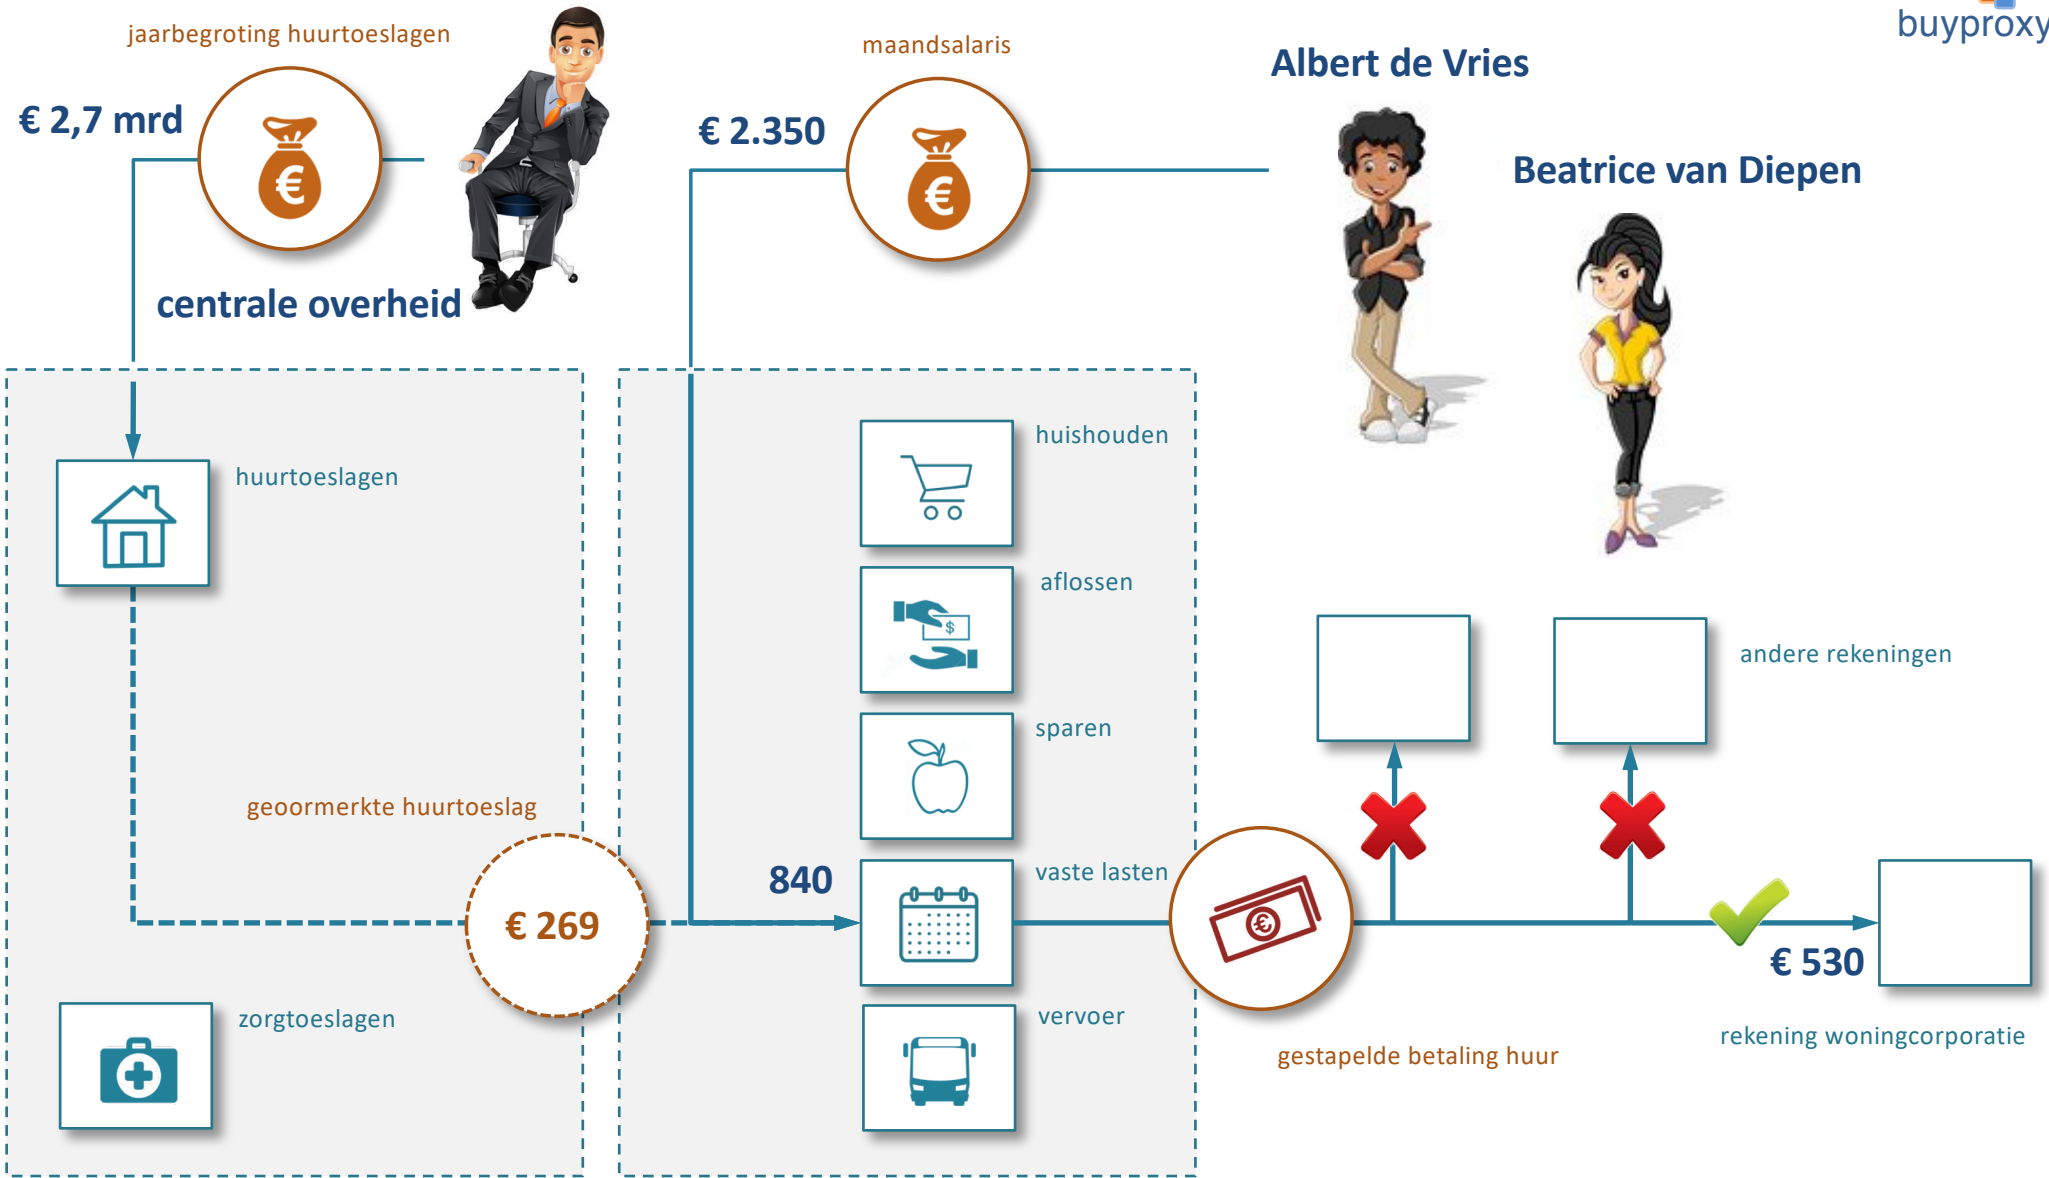 buyproxy
jaarbegroting huurtoeslagen
€ 2,7 mrd
centrale overheid
maandsalaris
€ 2.350
Albert de Vries
Beatrice van Diepen
huurtoeslagen
geoormerkte huurtoeslag
€ 269
zorgtoeslagen
huishouden
$
aflossen
sparen
840
vaste lasten
vervoer
gestapelde betaling huur
andere rekeningen
€ 530
rekening woningcorporatie